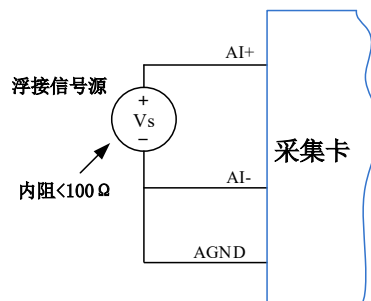 AI+
浮接信号源
+
Vs
−
采集卡
内阻<100Ω
AI-
AGND